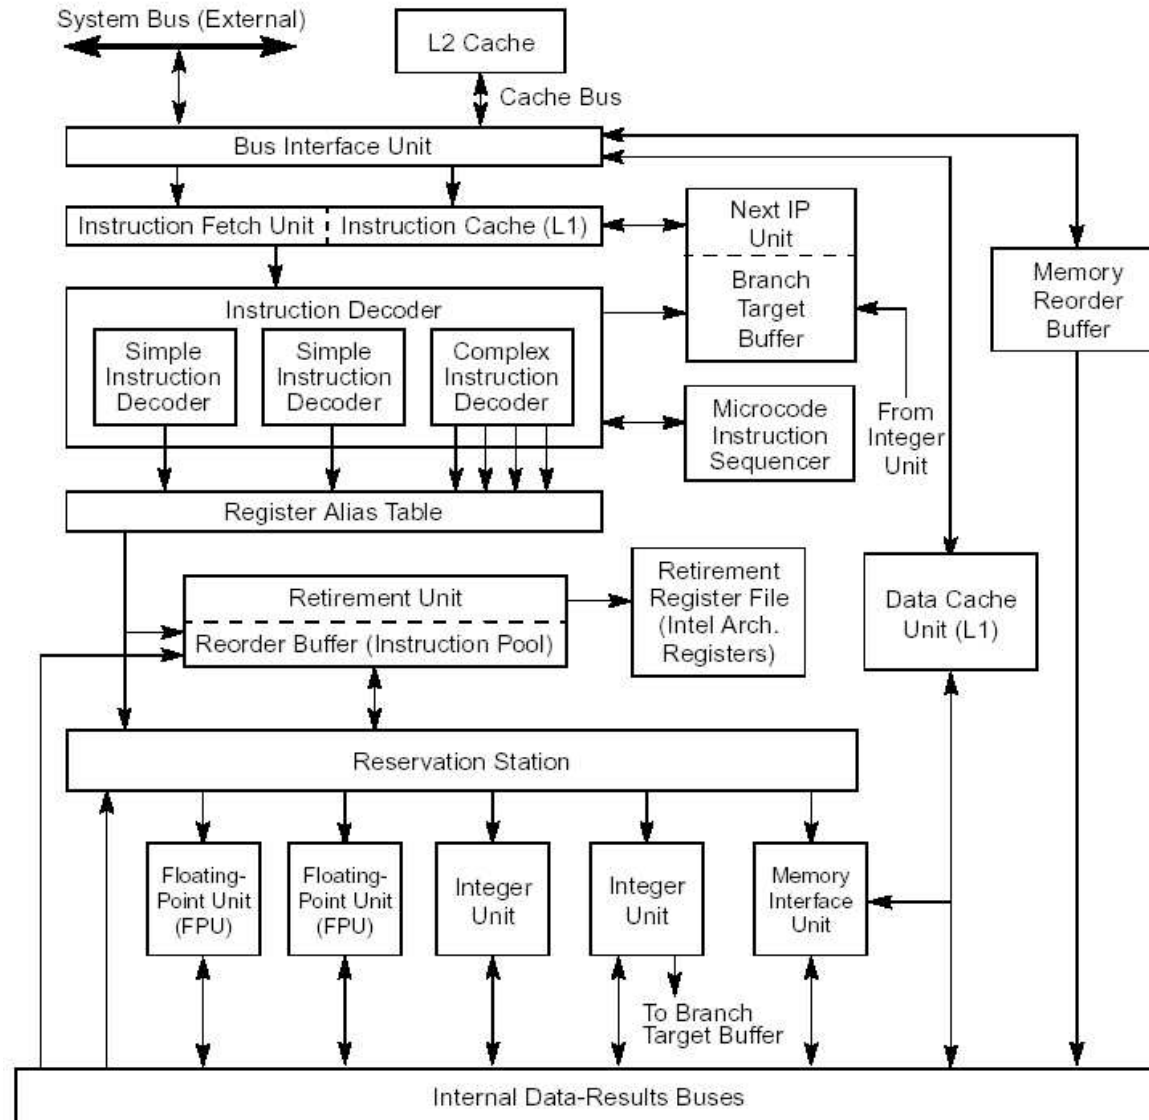 System Bus (External)
L2 Cache
Cache Bus
Bus Interface Unit
Instruction Fetch Unit
Instruction Cache (L1)
Next IP
Unit
Branch
Target
Buffer
Memory
Reorder
Buffer
Instruction Decoder
Simple
Instruction
Decoder
Simple
Instruction
Decoder
Complex
Instruction
Decoder
Microcode
Instruction
Sequencer
From
Integer
Unit
Register Alias Table
Retirement Unit
Reorder Buffer (Instruction Pool)
Retirement
Register File
(Intel Arch.
Registers)
Data Cache
Unit (L1)
Reservation Station
Floating-
Point Unit
(FPU)
Floating-
Point Unit
(FPU)
Integer
Unit
Integer
Unit
Memory
Interface
Unit
To Branch
Target Buffer
Internal Data-Results Buses